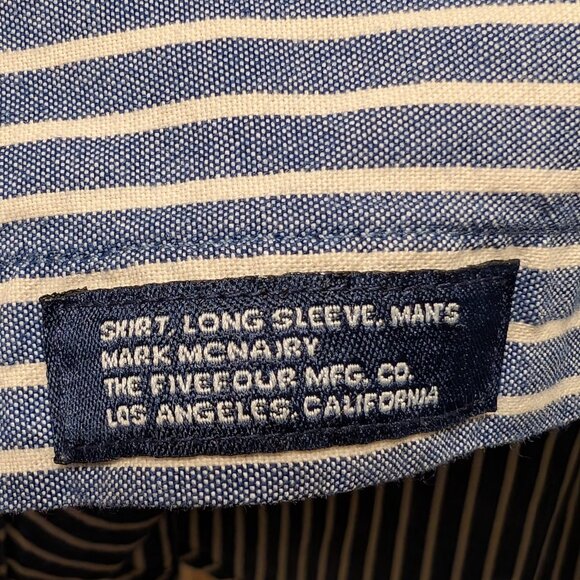 SHIRT, LONG SLEEVE, MAN'S
MARK MCNAIRY
THE FIVEFOUR MFG. CO.
LOS ANGELES, CALIFORNIA